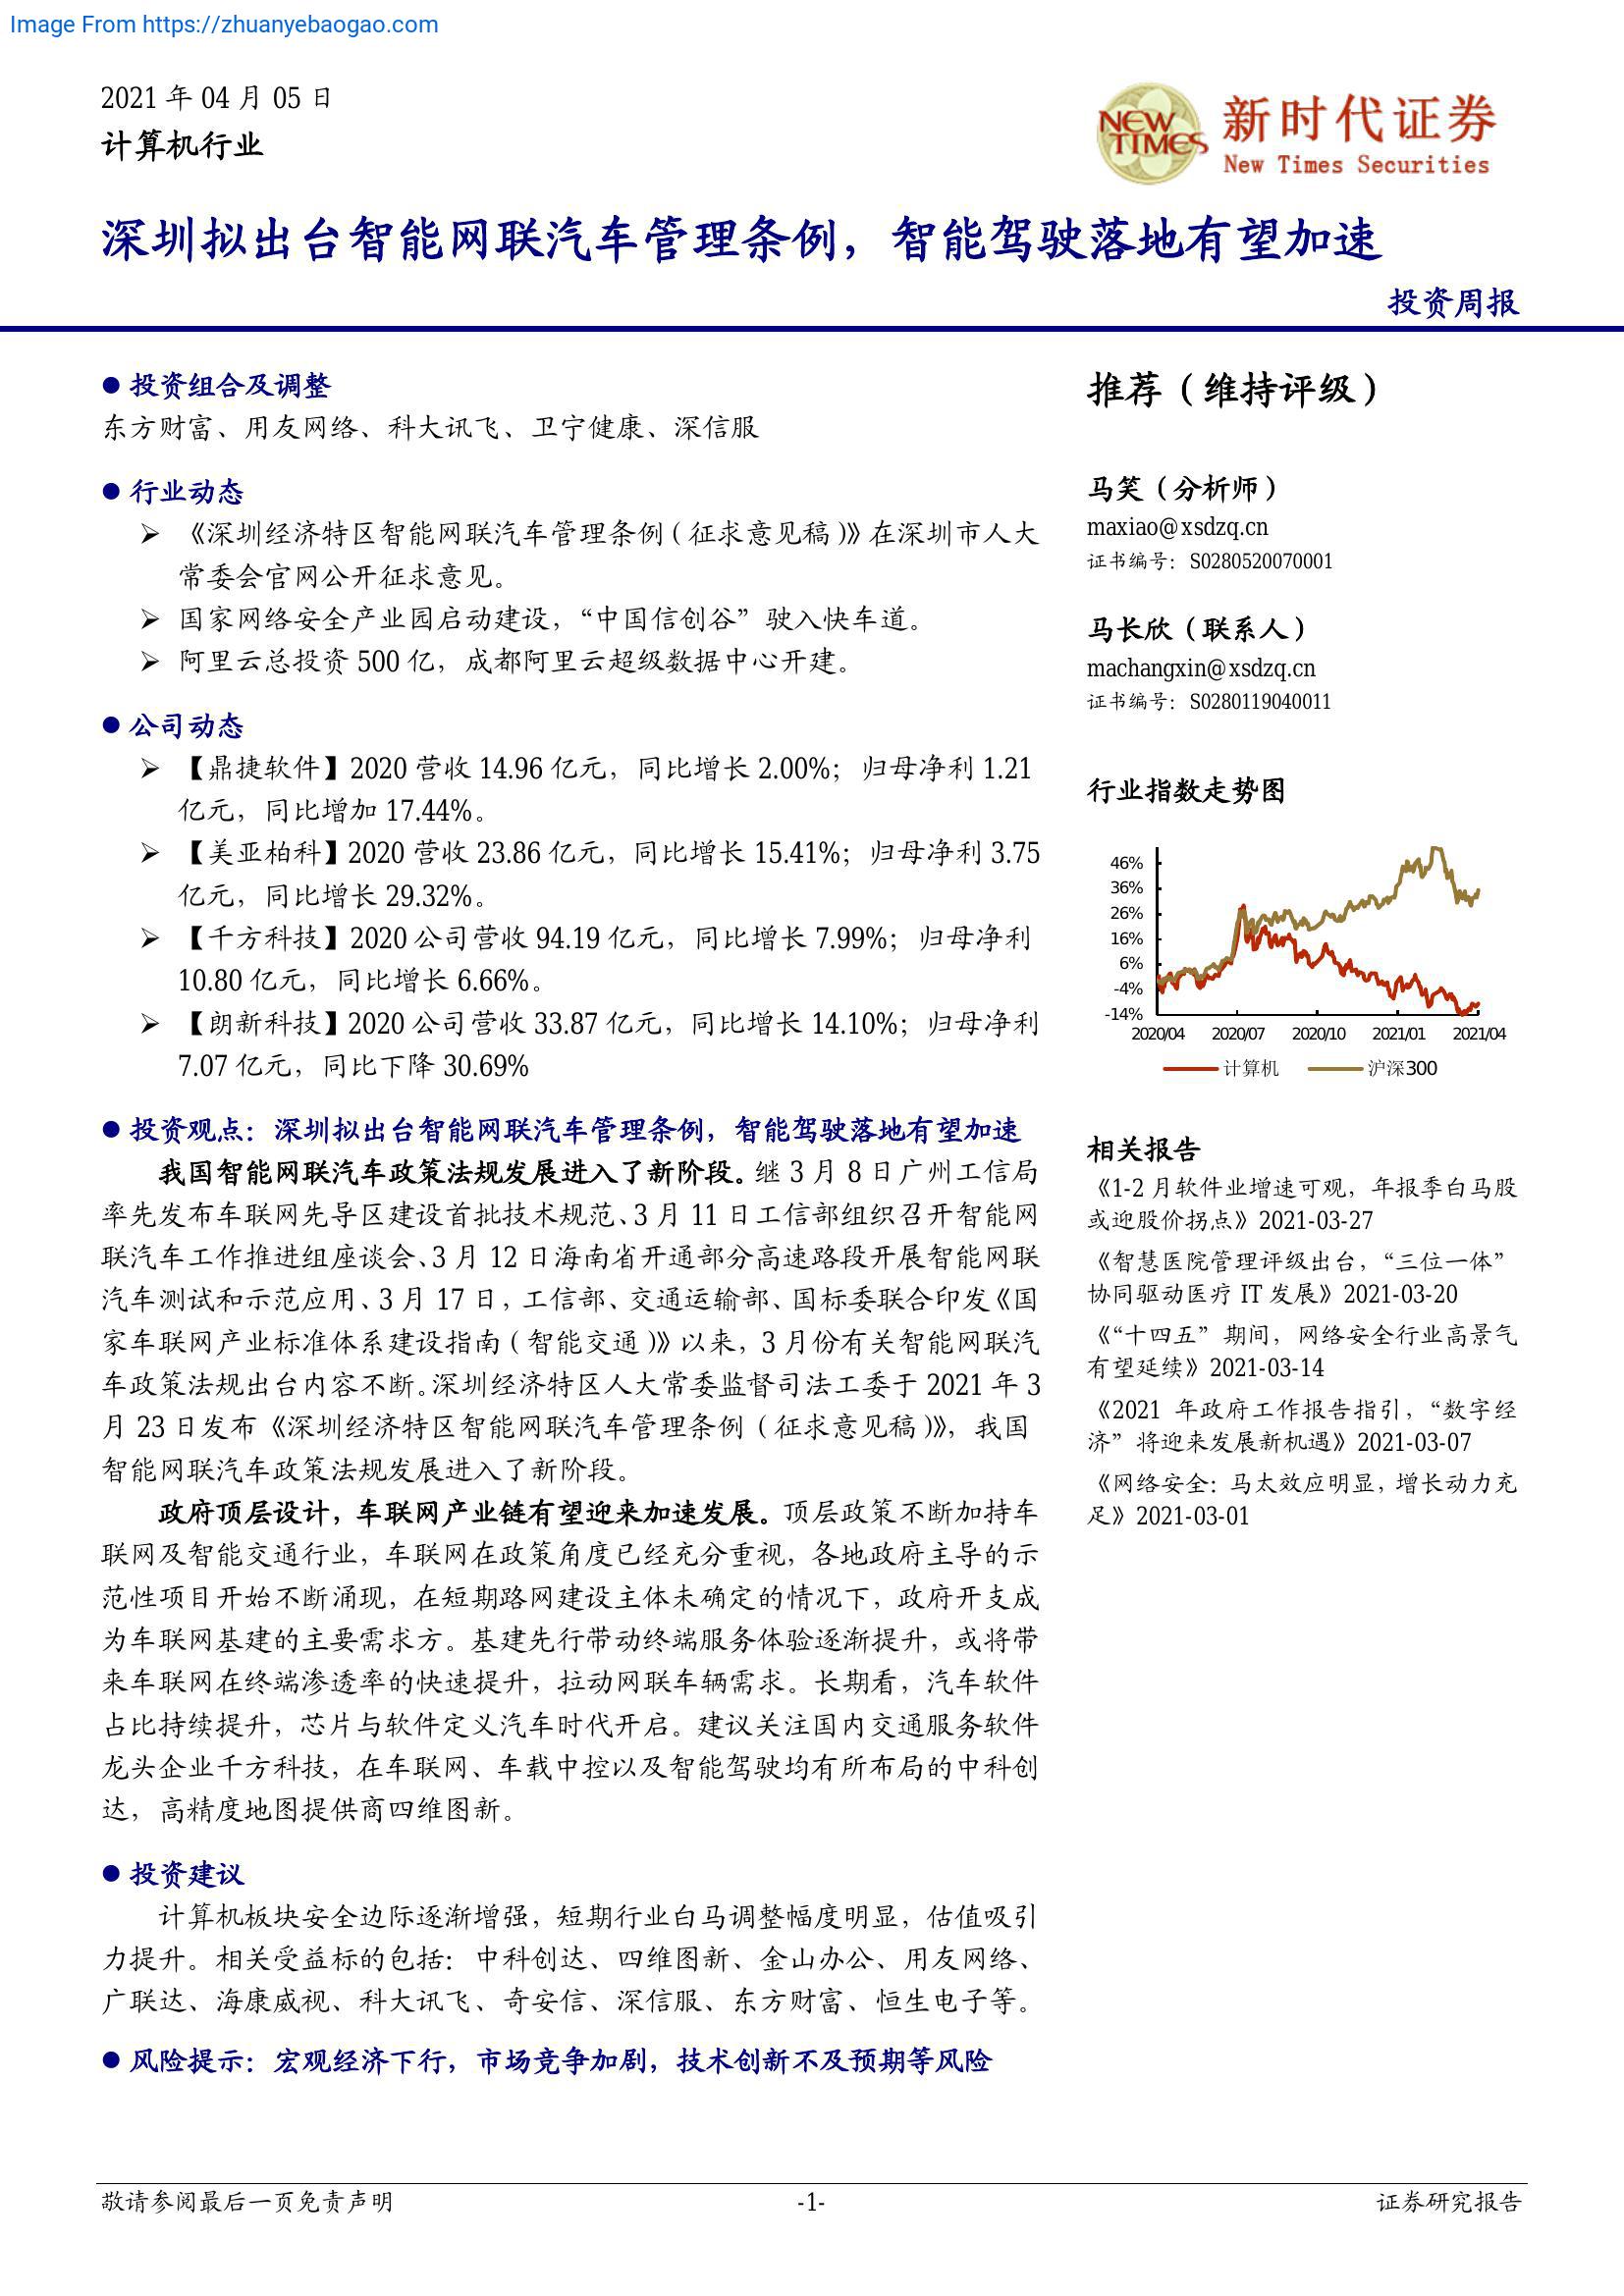 Image From https://zhuanyebaogao.com
2021 年 04 月 05 日
计算机行业
NEW TIMES
新时代证券
New Times Securities
深圳拟出台智能网联汽车管理条例，智能驾驶落地有望加速
投资周报
● 投资组合及调整
东方财富、用友网络、科大讯飞、卫宁健康、深信服
● 行业动态
➢ 《深圳经济特区智能网联汽车管理条例（征求意见稿）》在深圳市人大
常委会官网公开征求意见。
➢ 国家网络安全产业园启动建设，“中国信创谷”驶入快车道。
➢ 阿里云总投资 500 亿，成都阿里云超级数据中心开建。
● 公司动态
➢ 【鼎捷软件】2020 营收 14.96 亿元，同比增长 2.00%；归母净利 1.21
亿元，同比增加 17.44%。
➢ 【美亚柏科】2020 营收 23.86 亿元，同比增长 15.41%；归母净利 3.75
亿元，同比增长 29.32%。
➢ 【千方科技】2020 公司营收 94.19 亿元，同比增长 7.99%；归母净利
10.80 亿元，同比增长 6.66%。
➢ 【朗新科技】2020 公司营收 33.87 亿元，同比增长 14.10%；归母净利
7.07 亿元，同比下降 30.69%
● 投资观点：深圳拟出台智能网联汽车管理条例，智能驾驶落地有望加速
我国智能网联汽车政策法规发展进入了新阶段。继 3 月 8 日广州工信局
率先发布车联网先导区建设首批技术规范、3 月 11 日工信部组织召开智能网
联汽车工作推进组座谈会、3 月 12 日海南省开通部分高速路段开展智能网联
汽车测试和示范应用、3 月 17 日，工信部、交通运输部、国标委联合印发《国
家车联网产业标准体系建设指南（智能交通）》以来，3 月份有关智能网联汽
车政策法规出台内容不断。深圳经济特区人大常委监督司法工委于 2021 年 3
月 23 日发布《深圳经济特区智能网联汽车管理条例（征求意见稿）》，我国
智能网联汽车政策法规发展进入了新阶段。
政府顶层设计，车联网产业链有望迎来加速发展。顶层政策不断加持车
联网及智能交通行业，车联网在政策角度已经充分重视，各地政府主导的示
范性项目开始不断涌现，在短期路网建设主体未确定的情况下，政府开支成
为车联网基建的主要需求方。基建先行带动终端服务体验逐渐提升，或将带
来车联网在终端渗透率的快速提升，拉动网联车辆需求。长期看，汽车软件
占比持续提升，芯片与软件定义汽车时代开启。建议关注国内交通服务软件
龙头企业千方科技，在车联网、车载中控以及智能驾驶均有所布局的中科创
达，高精度地图提供商四维图新。
● 投资建议
计算机板块安全边际逐渐增强，短期行业白马调整幅度明显，估值吸引
力提升。相关受益标的包括：中科创达、四维图新、金山办公、用友网络、
广联达、海康威视、科大讯飞、奇安信、深信服、东方财富、恒生电子等。
● 风险提示：宏观经济下行，市场竞争加剧，技术创新不及预期等风险
推荐（维持评级）
马笑（分析师）
maxiao@xsdzq.cn
证书编号：S0280520070001
马长欣（联系人）
machangxin@xsdzq.cn
证书编号：S0280119040011
行业指数走势图
46%
36%
26%
16%
6%
-4%
-14%
2020/04 2020/07 2020/10 2021/01 2021/04
计算机 沪深300
相关报告
《1-2 月软件业增速可观，年报季白马股
或迎股价拐点》2021-03-27
《智慧医院管理评级出台，“三位一体”
协同驱动医疗 IT 发展》2021-03-20
《“十四五”期间，网络安全行业高景气
有望延续》2021-03-14
《2021 年政府工作报告指引，“数字经
济”将迎来发展新机遇》2021-03-07
《网络安全：马太效应明显，增长动力充
足》2021-03-01
敬请参阅最后一页免责声明
-1-
证券研究报告